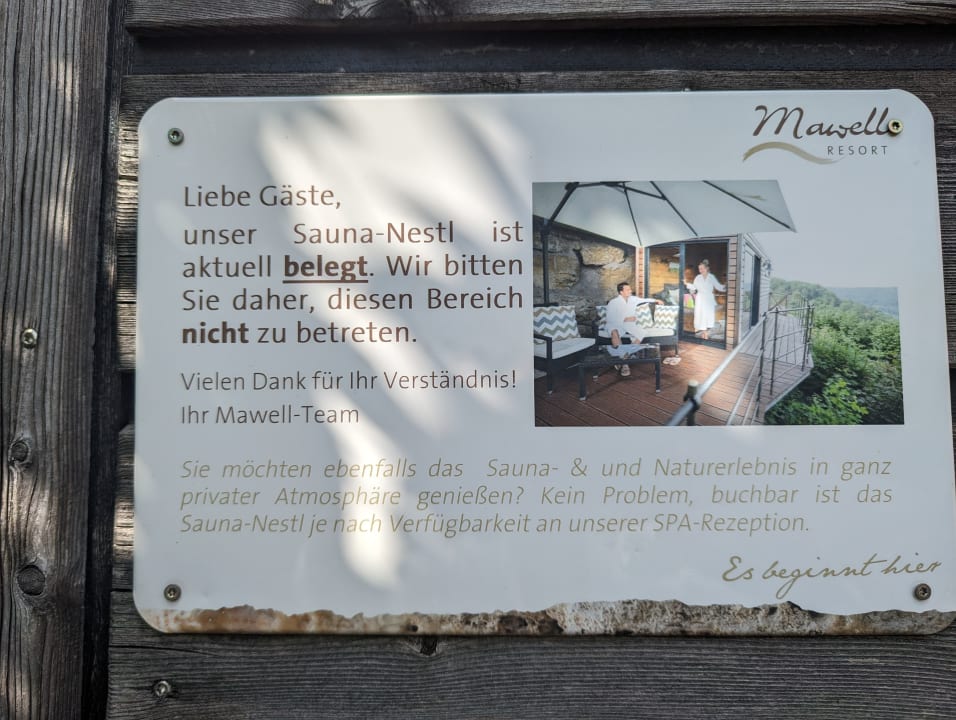 Mawell
RESORT
Liebe Gäste,
unser Sauna-Nestl ist
aktuell belegt. Wir bitten
Sie daher, diesen Bereich
nicht zu betreten.
Vielen Dank für Ihr Verständnis!
Ihr Mawell-Team
Sie möchten ebenfalls das Sauna- & und Naturerlebnis in ganz
privater Atmosphäre genießen? Kein Problem, buchbar ist das
Sauna-Nestl je nach Verfügbarkeit an unserer SPA-Rezeption.
Es beginnt hier